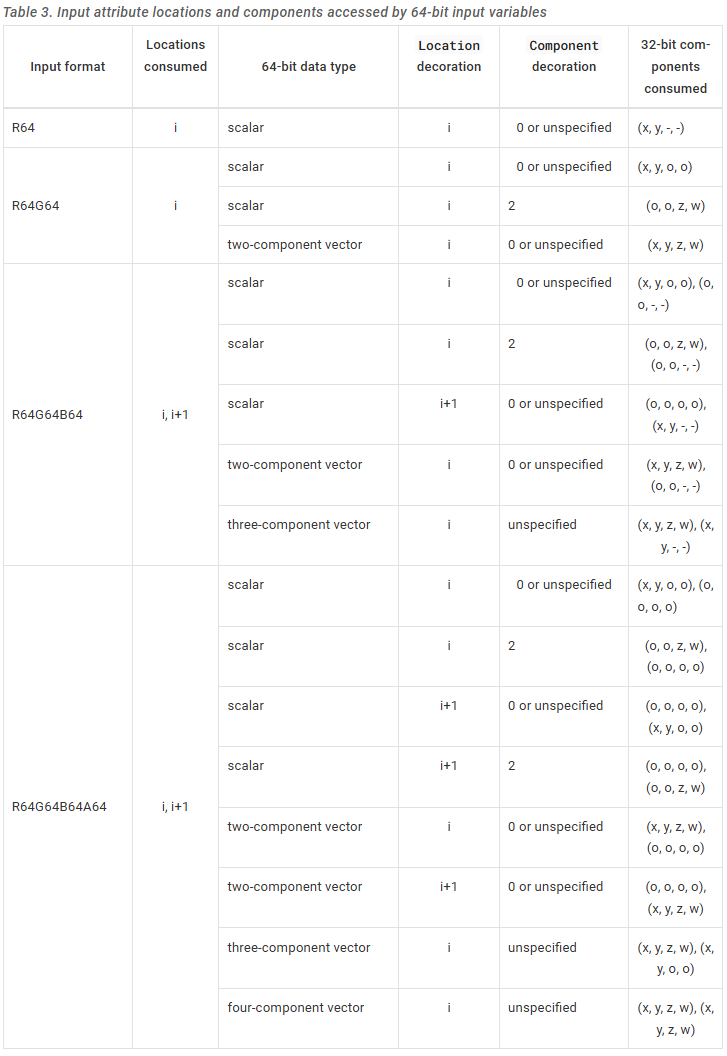 Table 3. Input attribute locations and components accessed by 64-bit input variables
Input format
Locations
consumed
64-bit data type
Location
decoration
Component
decoration
32-bit com-
ponents
consumed
R64
i
scalar
i
0 or unspecified
(x, y, -, -)
R64G64
i
scalar
i
0 or unspecified
(x, y, o, o)
scalar
i
2
(o, o, z, w)
two-component vector
i
0 or unspecified
(x, y, z, w)
R64G64B64
i, i+1
scalar
i
0 or unspecified
(x, y, o, o), (o,
o, -, -)
scalar
i
2
(o, o, z, w),
(o, o, -, -)
scalar
i+1
0 or unspecified
(o, o, o, o),
(x, y, -, -)
two-component vector
i
0 or unspecified
(x, y, z, w),
(o, o, -, -)
three-component vector
i
unspecified
(x, y, z, w), (x,
y, -, -)
R64G64B64A64
i, i+1
scalar
i
0 or unspecified
(x, y, o, o), (o,
o, o, o)
scalar
i
2
(o, o, z, w),
(o, o, o, o)
scalar
i+1
0 or unspecified
(o, o, o, o),
(x, y, o, o)
scalar
i+1
2
(o, o, o, o),
(o, o, z, w)
two-component vector
i
0 or unspecified
(x, y, z, w),
(o, o, o, o)
two-component vector
i+1
0 or unspecified
(o, o, o, o),
(x, y, z, w)
three-component vector
i
unspecified
(x, y, z, w), (x,
y, o, o)
four-component vector
i
unspecified
(x, y, z, w), (x,
y, z, w)